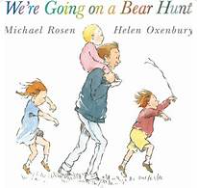 We're Going on a Bear Hunt
Michael Rosen Helen Oxenbury